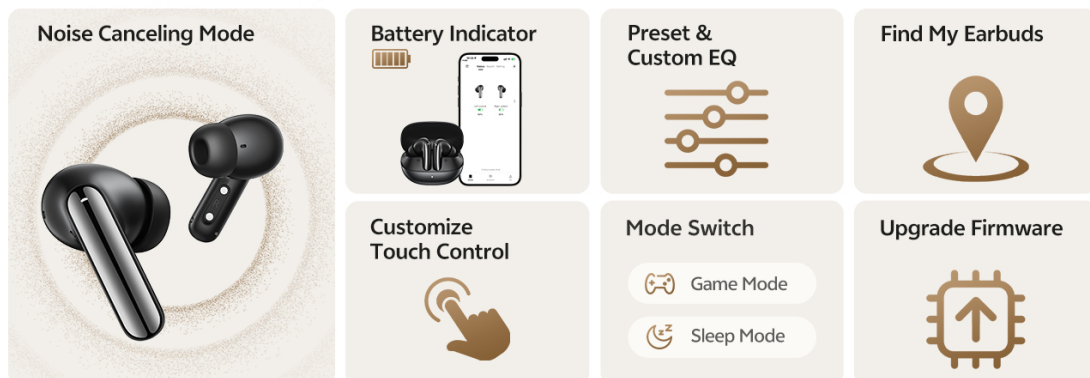 Noise Canceling Mode
Battery Indicator
Preset &
Custom EQ
Find My Earbuds
Customize
Touch Control
Mode Switch
Game Mode
Sleep Mode
Upgrade Firmware